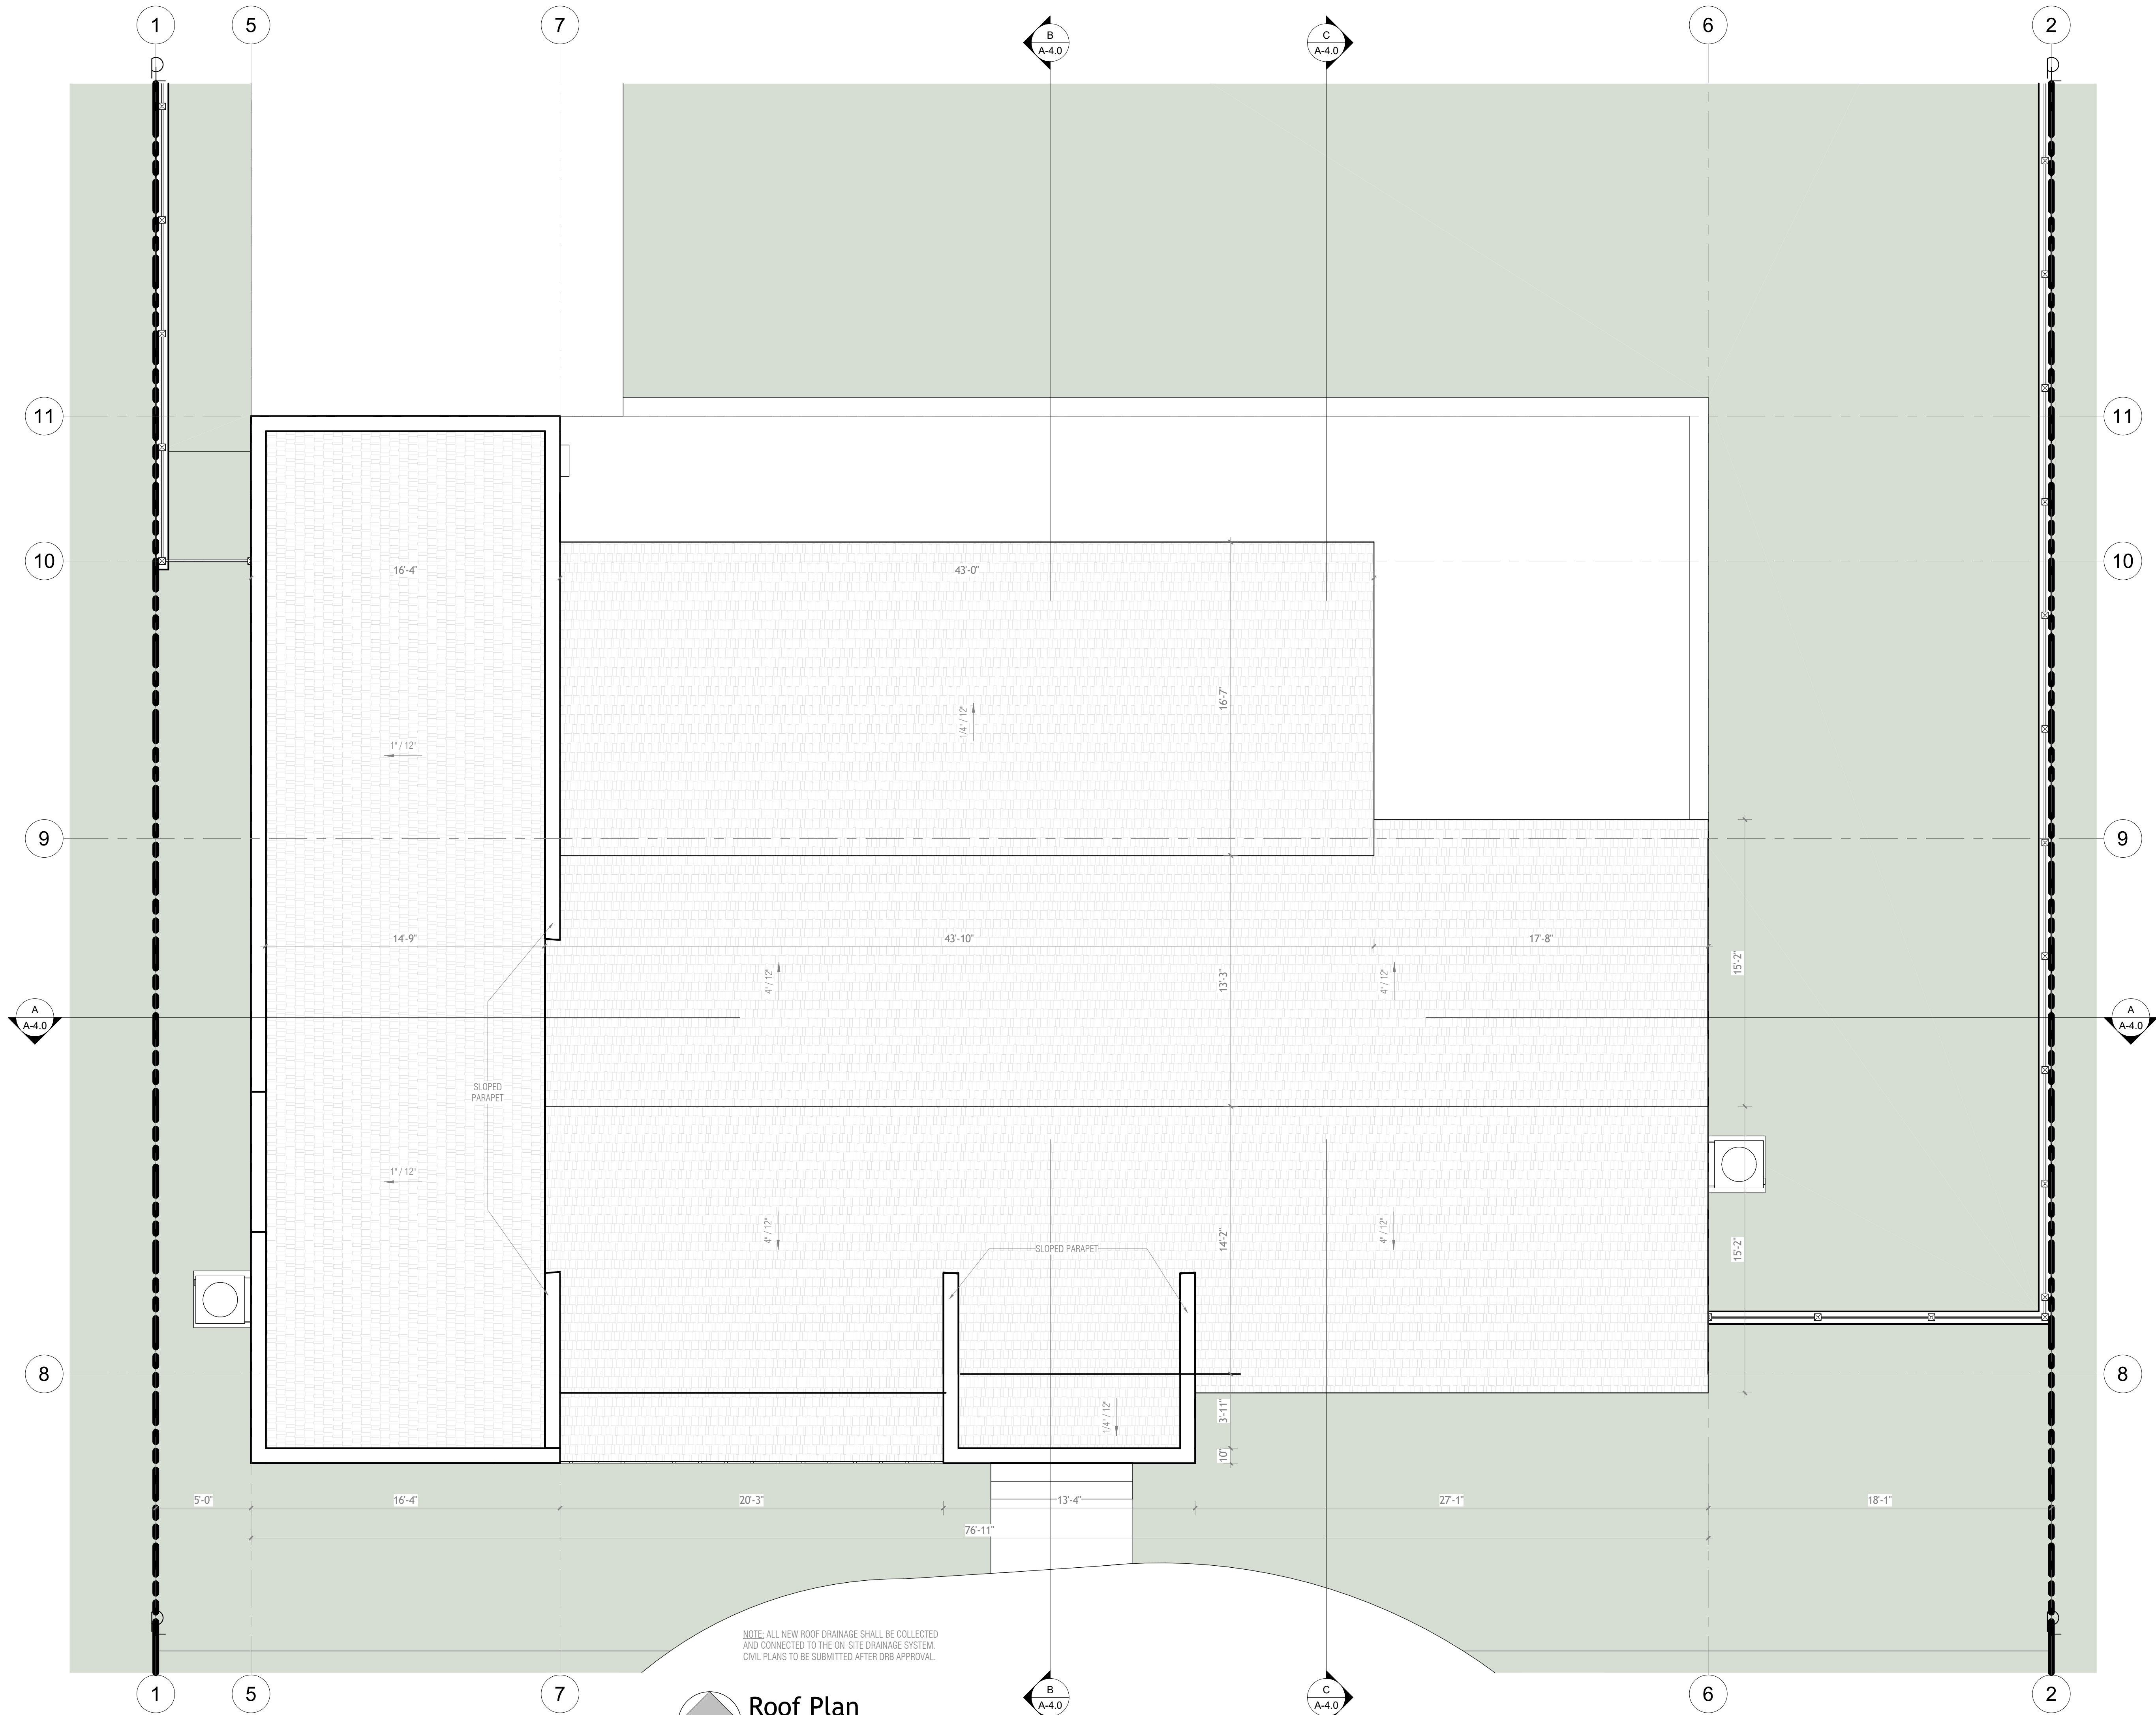 1
5
7
B
A-4.0
C
A-4.0
6
2
PL
PL
11
11
10
10
16'-4"
43'-0"
16'-7"
1/4" / 12"
1" / 12"
9
9
14'-9"
43'-10"
17'-8"
15'-2"
4" / 12"
13'-3"
4" / 12"
A
A-4.0
A
A-4.0
SLOPED
PARAPET
1" / 12"
4" / 12"
14'-2"
4" / 12"
15'-2"
SLOPED PARAPET
8
8
1/4" / 12"
3'-11"
10"
5'-0"
16'-4"
20'-3"
13'-4"
27'-1"
18'-1"
76'-11"
PL
PL
NOTE: ALL NEW ROOF DRAINAGE SHALL BE COLLECTED
AND CONNECTED TO THE ON-SITE DRAINAGE SYSTEM.
CIVIL PLANS TO BE SUBMITTED AFTER DRB APPROVAL.
1
5
7
Roof Plan
B
A-4.0
C
A-4.0
6
2